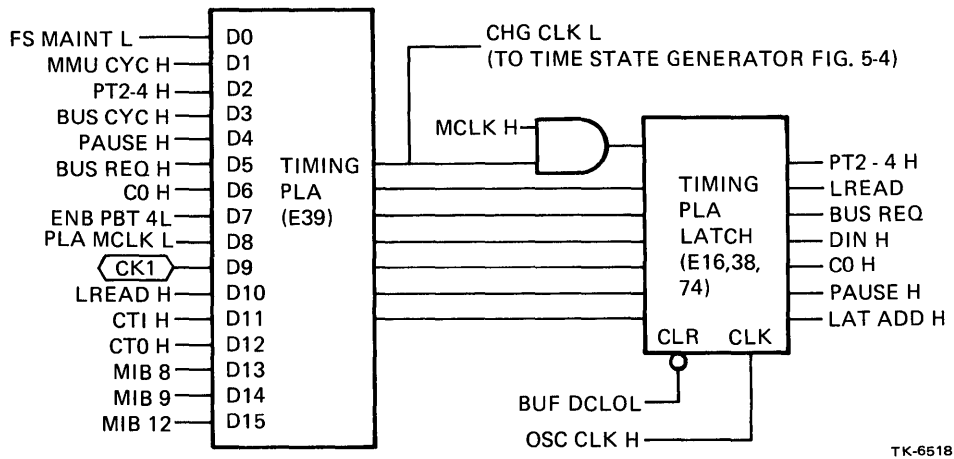 FS MAINT L
MMU CYC H
PT2-4 H
BUS CYC H
PAUSE H
BUS REQ H
C0 H
ENB PBT 4L
PLA MCLK L
CK1
LREAD H
CTI H
CT0 H
MIB 8
MIB 9
MIB 12
D0
D1
D2
D3
D4
D5
D6
D7
D8
D9
D10
D11
D12
D13
D14
D15
TIMING
PLA
(E39)
CHG CLK L
(TO TIME STATE GENERATOR FIG. 5-4)
MCLK H
TIMING
PLA
LATCH
(E16,38,
74)
CLR CLK
PT2 - 4 H
LREAD
BUS REQ
DIN H
C0 H
PAUSE H
LAT ADD H
BUF DCLOL
OSC CLK H
TK-6518